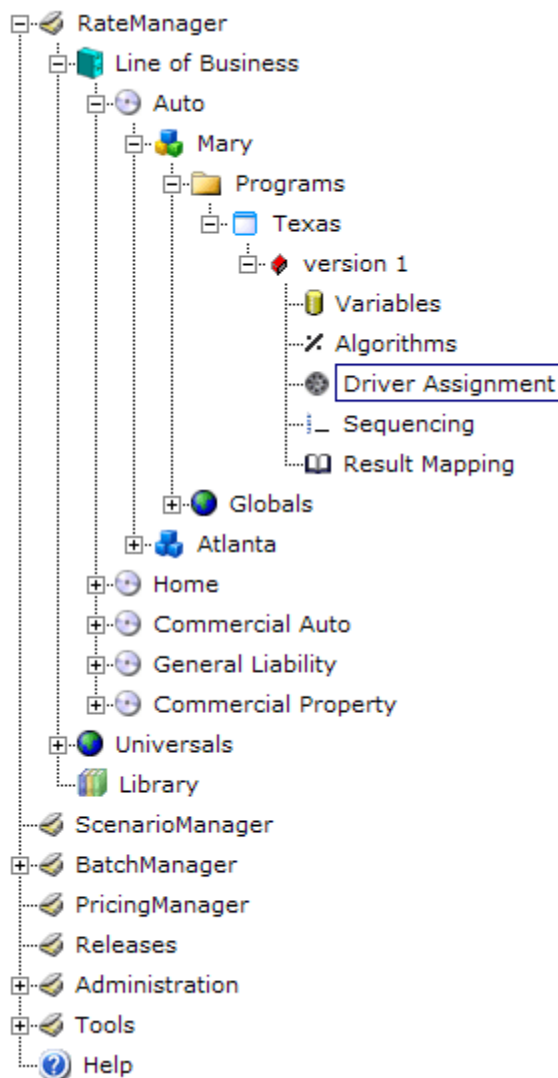 RateManager
Line of Business
Auto
Mary
Programs
Texas
version 1
Variables
Algorithms
Driver Assignment
Sequencing
Result Mapping
Globals
Atlanta
Home
Commercial Auto
General Liability
Commercial Property
Universals
Library
ScenarioManager
BatchManager
PricingManager
Releases
Administration
Tools
Help